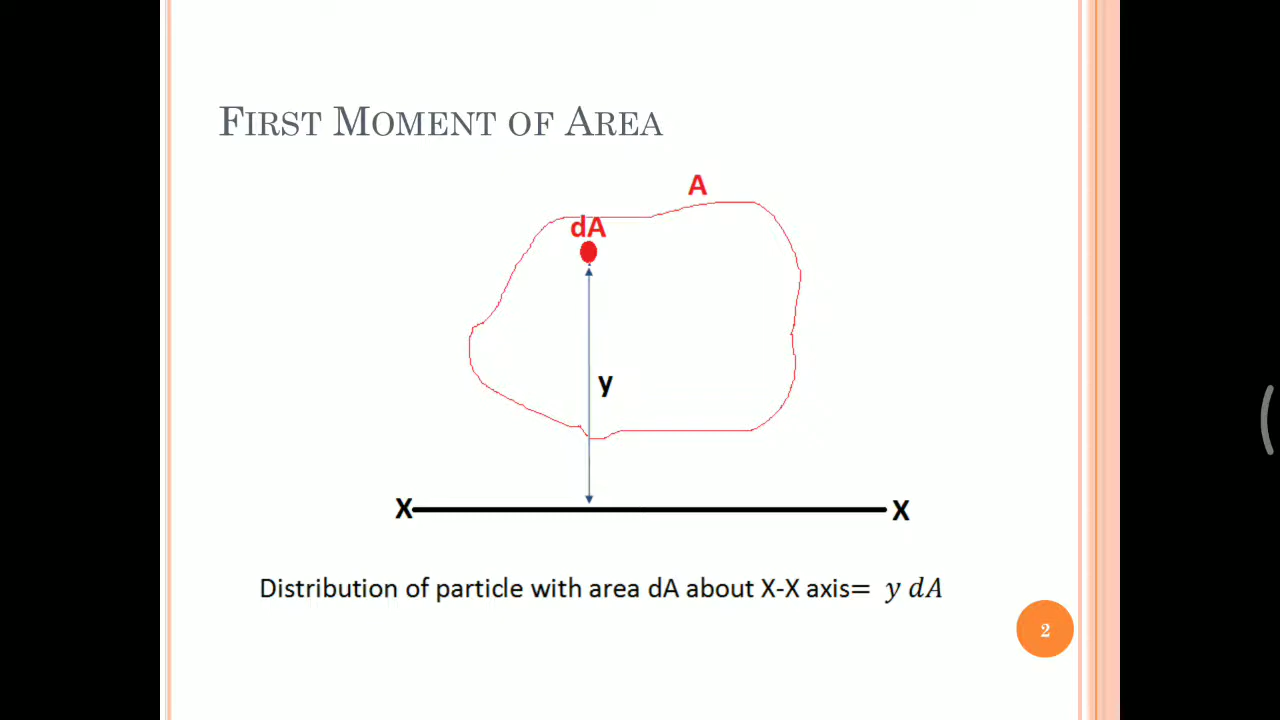 First Moment of Area
A
dA
y
X X
Distribution of particle with area dA about X-X axis= y dA
2